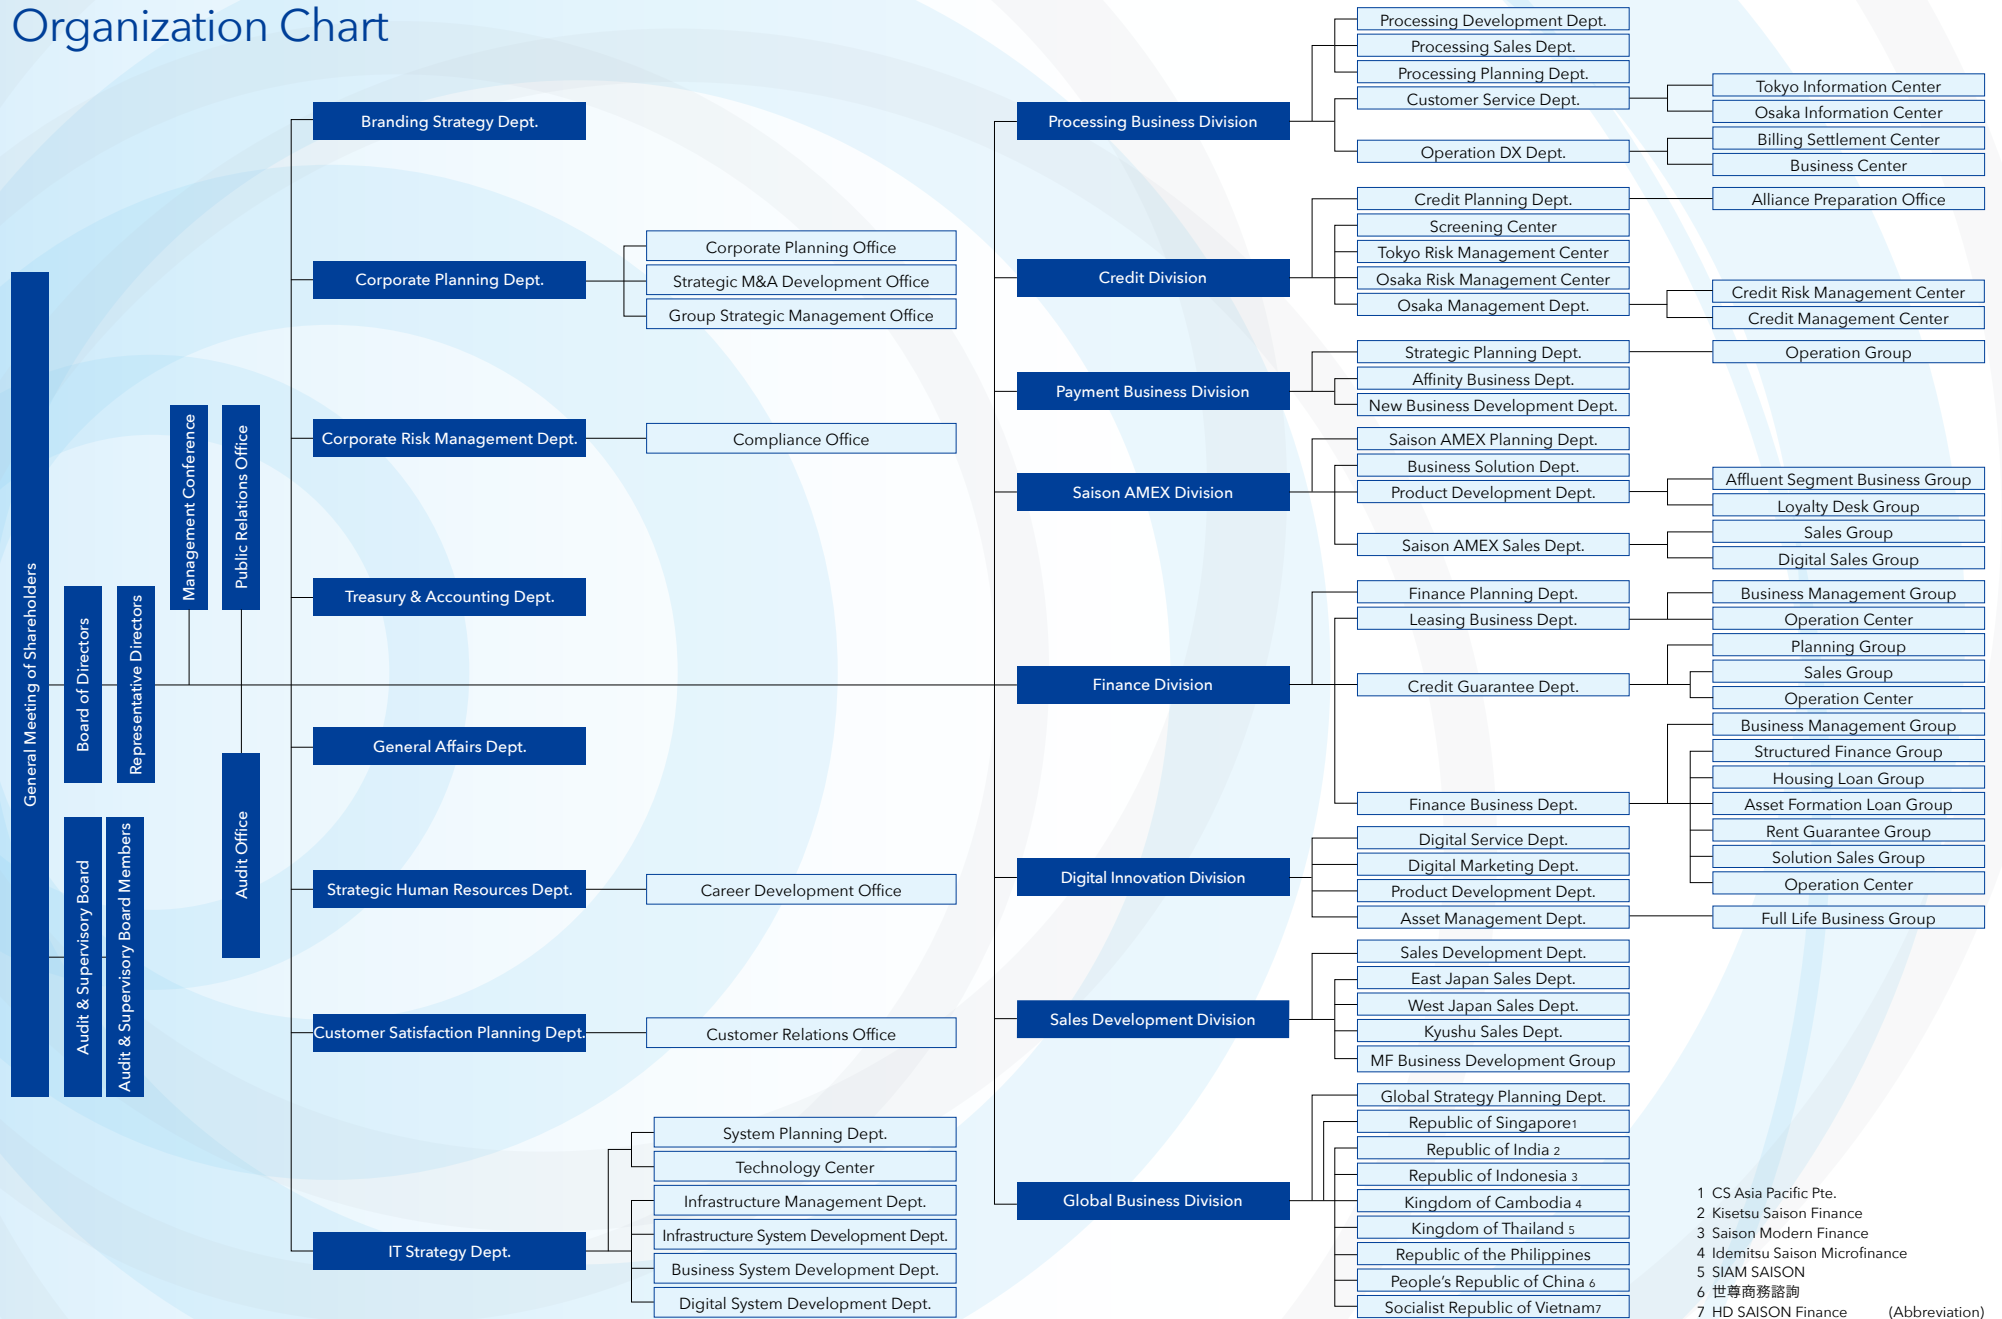 Organization Chart
General Meeting of Shareholders
Board of Directors
Representative Directors
Audit & Supervisory Board
Audit & Supervisory Board Members
Management Conference
Public Relations Office
Audit Office
Branding Strategy Dept.
Corporate Planning Dept.
Corporate Planning Office
Strategic M&A Development Office
Group Strategic Management Office
Corporate Risk Management Dept.
Compliance Office
Treasury & Accounting Dept.
General Affairs Dept.
Strategic Human Resources Dept.
Career Development Office
Customer Satisfaction Planning Dept.
Customer Relations Office
IT Strategy Dept.
System Planning Dept.
Technology Center
Infrastructure Management Dept.
Infrastructure System Development Dept.
Business System Development Dept.
Digital System Development Dept.
Processing Business Division
Processing Development Dept.
Processing Sales Dept.
Processing Planning Dept.
Customer Service Dept.
Tokyo Information Center
Osaka Information Center
Operation DX Dept.
Billing Settlement Center
Business Center
Credit Division
Credit Planning Dept.
Alliance Preparation Office
Screening Center
Tokyo Risk Management Center
Osaka Risk Management Center
Osaka Management Dept.
Credit Risk Management Center
Credit Management Center
Payment Business Division
Strategic Planning Dept.
Operation Group
Affinity Business Dept.
New Business Development Dept.
Saison AMEX Division
Saison AMEX Planning Dept.
Business Solution Dept.
Product Development Dept.
Affluent Segment Business Group
Loyalty Desk Group
Saison AMEX Sales Dept.
Sales Group
Digital Sales Group
Finance Division
Finance Planning Dept.
Leasing Business Dept.
Business Management Group
Operation Center
Credit Guarantee Dept.
Planning Group
Sales Group
Operation Center
Finance Business Dept.
Business Management Group
Structured Finance Group
Housing Loan Group
Asset Formation Loan Group
Rent Guarantee Group
Solution Sales Group
Operation Center
Digital Innovation Division
Digital Service Dept.
Digital Marketing Dept.
Product Development Dept.
Asset Management Dept.
Full Life Business Group
Sales Development Division
Sales Development Dept.
East Japan Sales Dept.
West Japan Sales Dept.
Kyushu Sales Dept.
MF Business Development Group
Global Business Division
Global Strategy Planning Dept.
Republic of Singapore1
Republic of India 2
Republic of Indonesia 3
Kingdom of Cambodia 4
Kingdom of Thailand 5
Republic of the Philippines
People's Republic of China 6
Socialist Republic of Vietnam7
1 CS Asia Pacific Pte.
2 Kisetsu Saison Finance
3 Saison Modern Finance
4 Idemitsu Saison Microfinance
5 SIAM SAISON
6 世尊商務諮詢
7 HD SAISON Finance (Abbreviation)